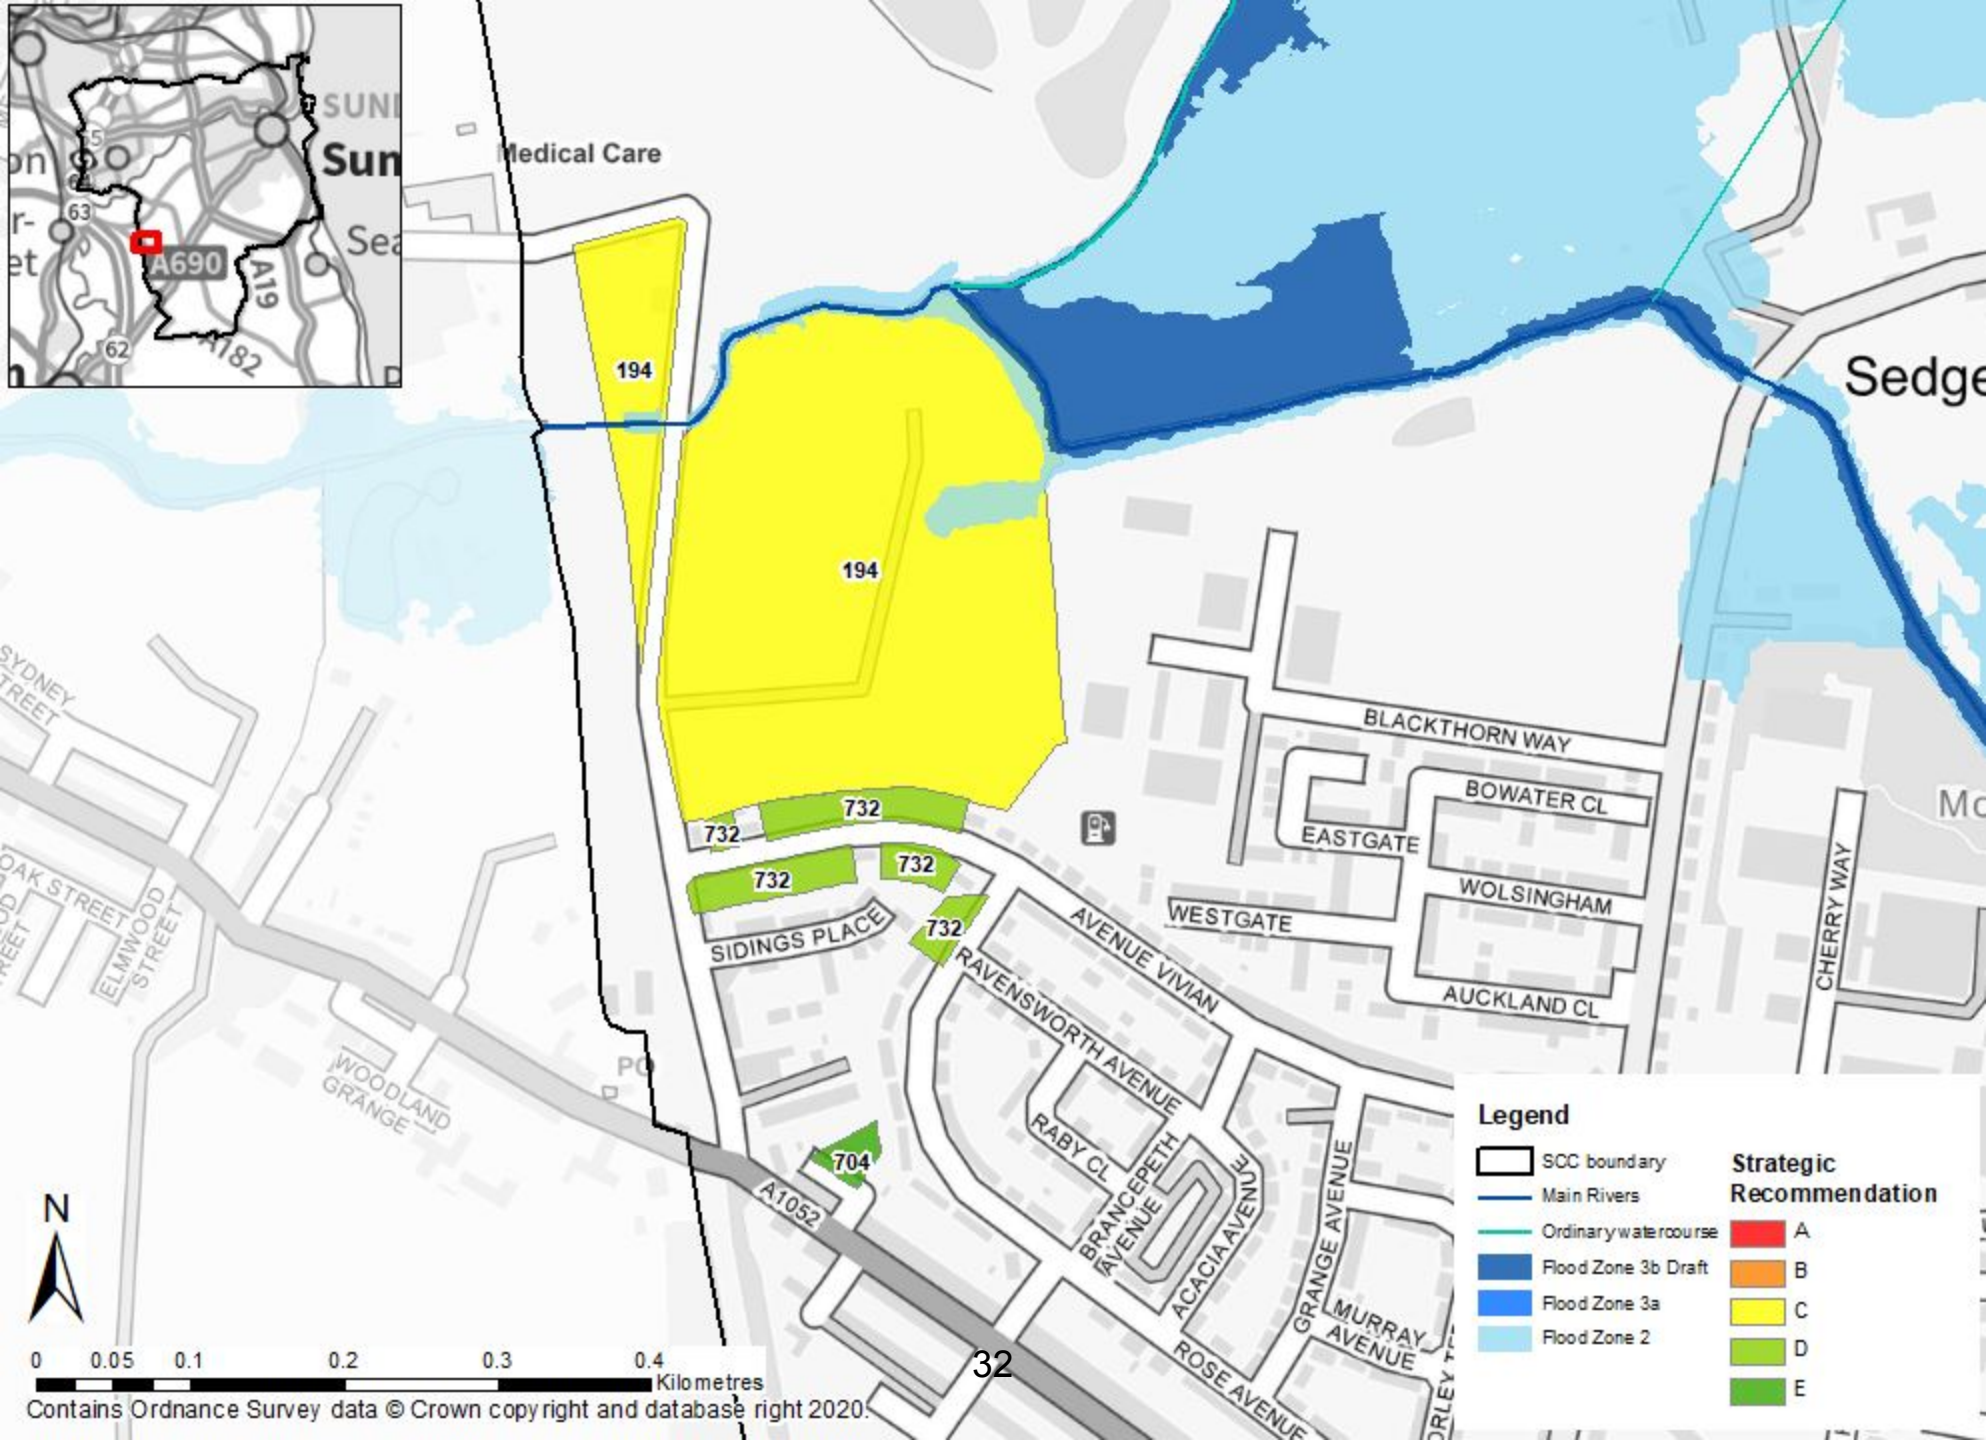 SUN
Sun
on
65
64
63
r-
et
Sea
A690
A19
62
A182
Medical Care
Sedge
194
194
SYDNEY
STREET
732
732
732
732
732
BLACKTHORN WAY
BOWATER CL
EASTGATE
WOLSINGHAM
WESTGATE
AUCKLAND CL
CHERRY WAY
Mo
OAK STREET
ELMWOOD
STREET
SIDINGS PLACE
AVENUE VIVIAN
RAVENSWORTH AVENUE
WOODLAND
GRANGE
PO
RABY CL
BRANCEPETH
AVENUE
ACACIA AVENUE
GRANGE AVENUE
MURRAY
AVENUE
ROSE AVENUE
704
A1052
Legend
SCC boundary
Main Rivers
Ordinary watercourse
Flood Zone 3b Draft
Flood Zone 3a
Flood Zone 2
Strategic
Recommendation
A
B
C
D
E
N
0 0.05 0.1 0.2 0.3 0.4
Kilometres
32
Contains Ordnance Survey data © Crown copyright and database right 2020.